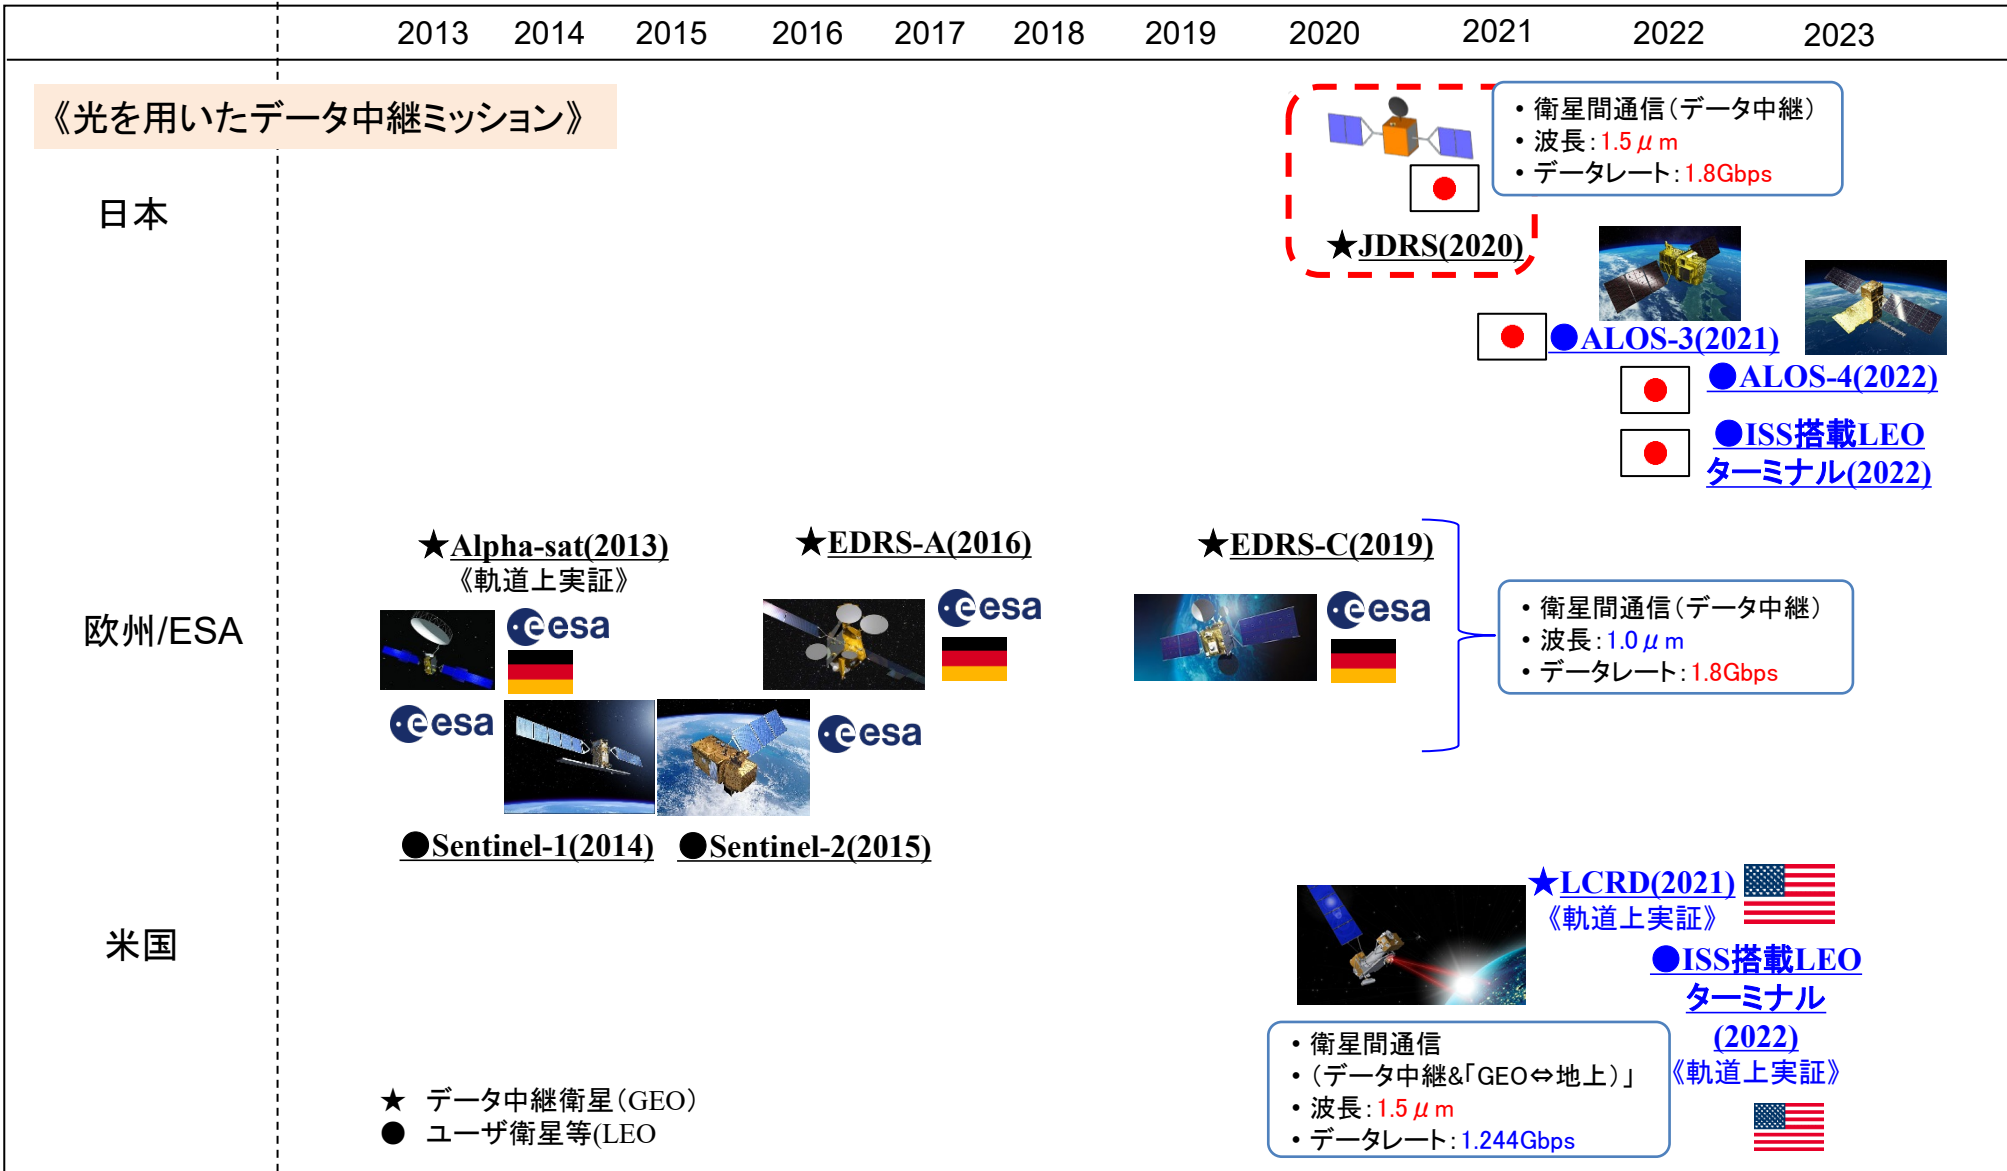 2013 2014 2015 2016 2017 2018 2019 2020 2021 2022 2023
《光を用いたデータ中継ミッション》
日本
・衛星間通信(データ中継)
・波長:1.5μm
・データレート:1.8Gbps
★JDRS(2020)
●ALOS-3(2021)
●ALOS-4(2022)
●ISS搭載LEO
ターミナル(2022)
欧州/ESA
★Alpha-sat(2013)
《軌道上実証》
esa
★EDRS-A(2016)
esa
★EDRS-C(2019)
esa
esa
esa
●Sentinel-1(2014)
●Sentinel-2(2015)
・衛星間通信(データ中継)
・波長:1.0μm
・データレート:1.8Gbps
米国
★LCRD(2021)
《軌道上実証》
●ISS搭載LEO
ターミナル
(2022)
《軌道上実証》
・衛星間通信
・(データ中継&「GEO⇔地上)」
・波長:1.5μm
・データレート:1.244Gbps
★ データ中継衛星(GEO)
● ユーザ衛星等(LEO